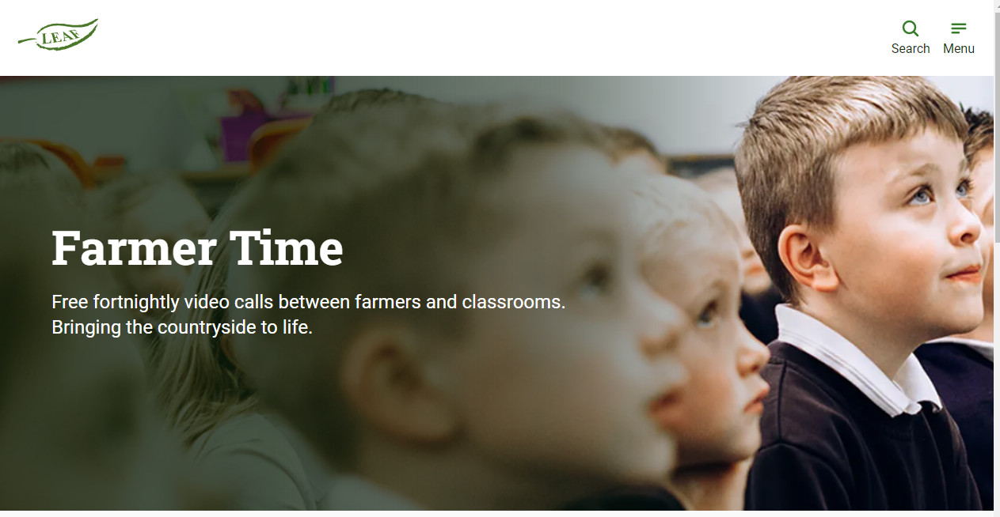 LEAF
Search Menu
Farmer Time
Free fortnightly video calls between farmers and classrooms.
Bringing the countryside to life.